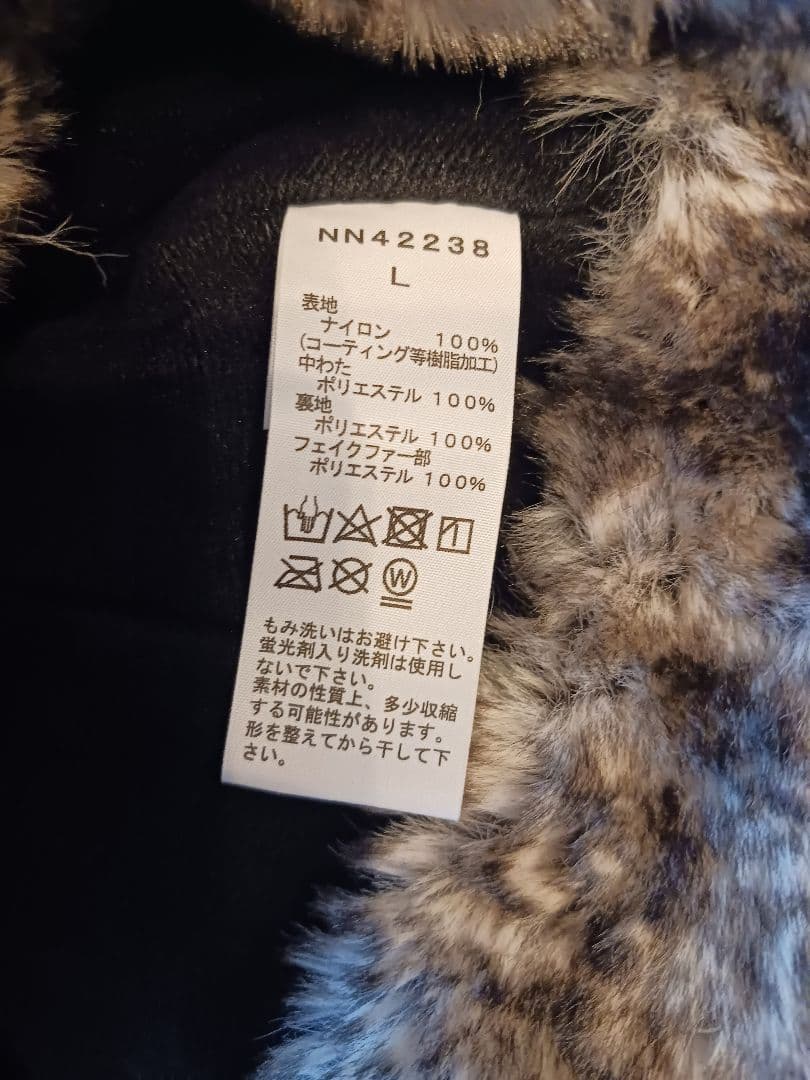 NN42238
L
表地
ナイロン 100%
(コーティング等樹脂加工)
中わた
ポリエステル 100%
裏地
ポリエステル 100%
フェイクファー部
ポリエステル 100%
W
もみ洗いはお避け下さい。
蛍光剤入り洗剤は使用し
ないで下さい。
素材の性質上、多少収縮
する可能性があります。
形を整えてから干して下
さい。